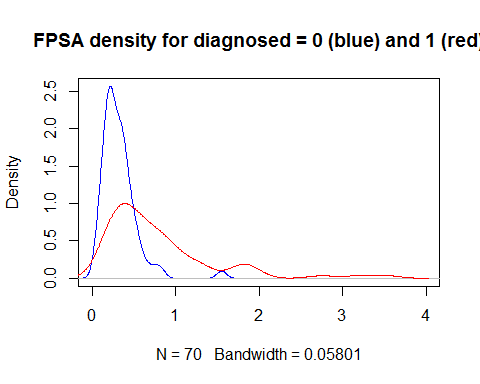 FPSA density for diagnosed = 0 (blue) and 1 (red)
Density
2.5
2.0
1.5
1.0
0.5
0.0
0 1 2 3 4
N = 70 Bandwidth = 0.05801